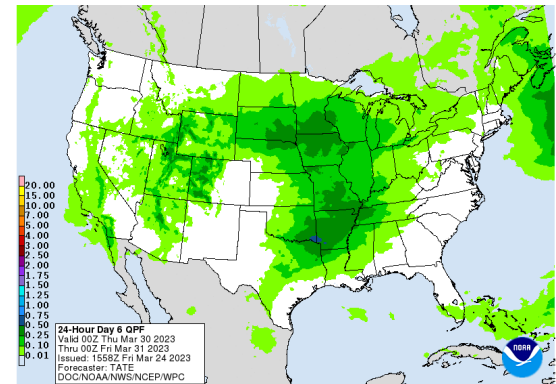 20.00
15.00
10.00
7.00
5.00
4.00
3.00
2.50
2.00
1.75
1.50
1.25
1.00
0.75
0.50
0.25
0.10
0.01
24-Hour Day 6 QPF
Valid 00Z Thu Mar 30 2023
Thru 00Z Fri Mar 31 2023
Issued: 1558Z Fri Mar 24 2023
Forecaster: TATE
DOC/NOAA/NWS/NCEP/WPC
NOAA